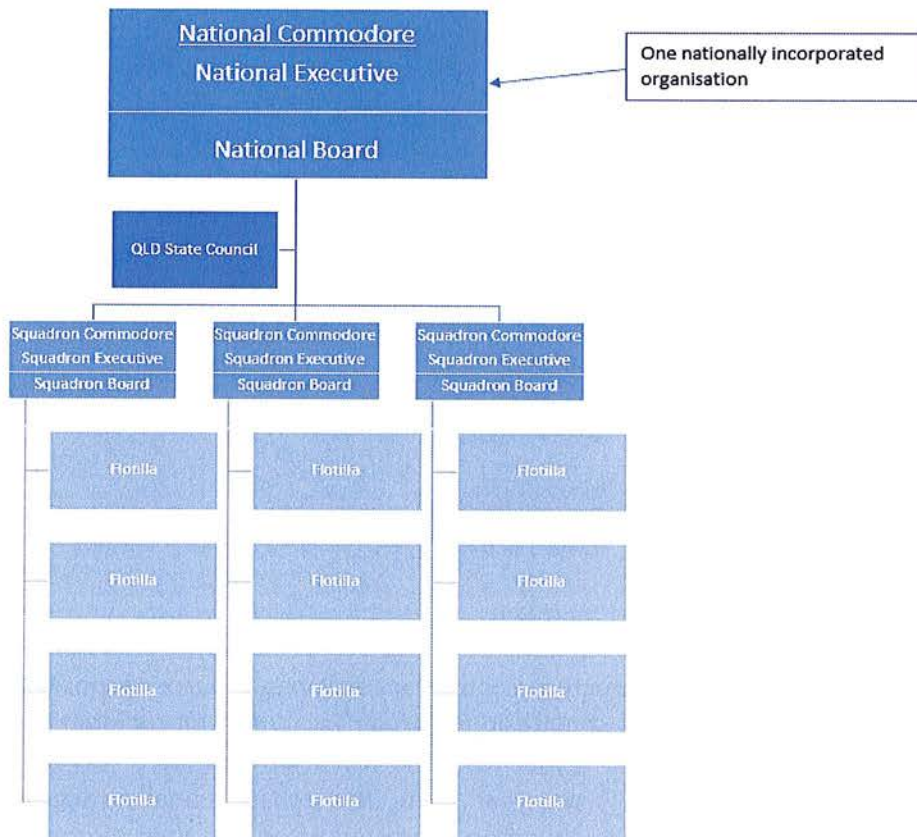 National Commodore
National Executive
National Board
One nationally incorporated
organisation
QLD State Council
Squadron Commodore
Squadron Executive
Squadron Board
Squadron Commodore
Squadron Executive
Squadron Board
Squadron Commodore
Squadron Executive
Squadron Board
Flotilla
Flotilla
Flotilla
Flotilla
Flotilla
Flotilla
Flotilla
Flotilla
Flotilla
Flotilla
Flotilla
Flotilla